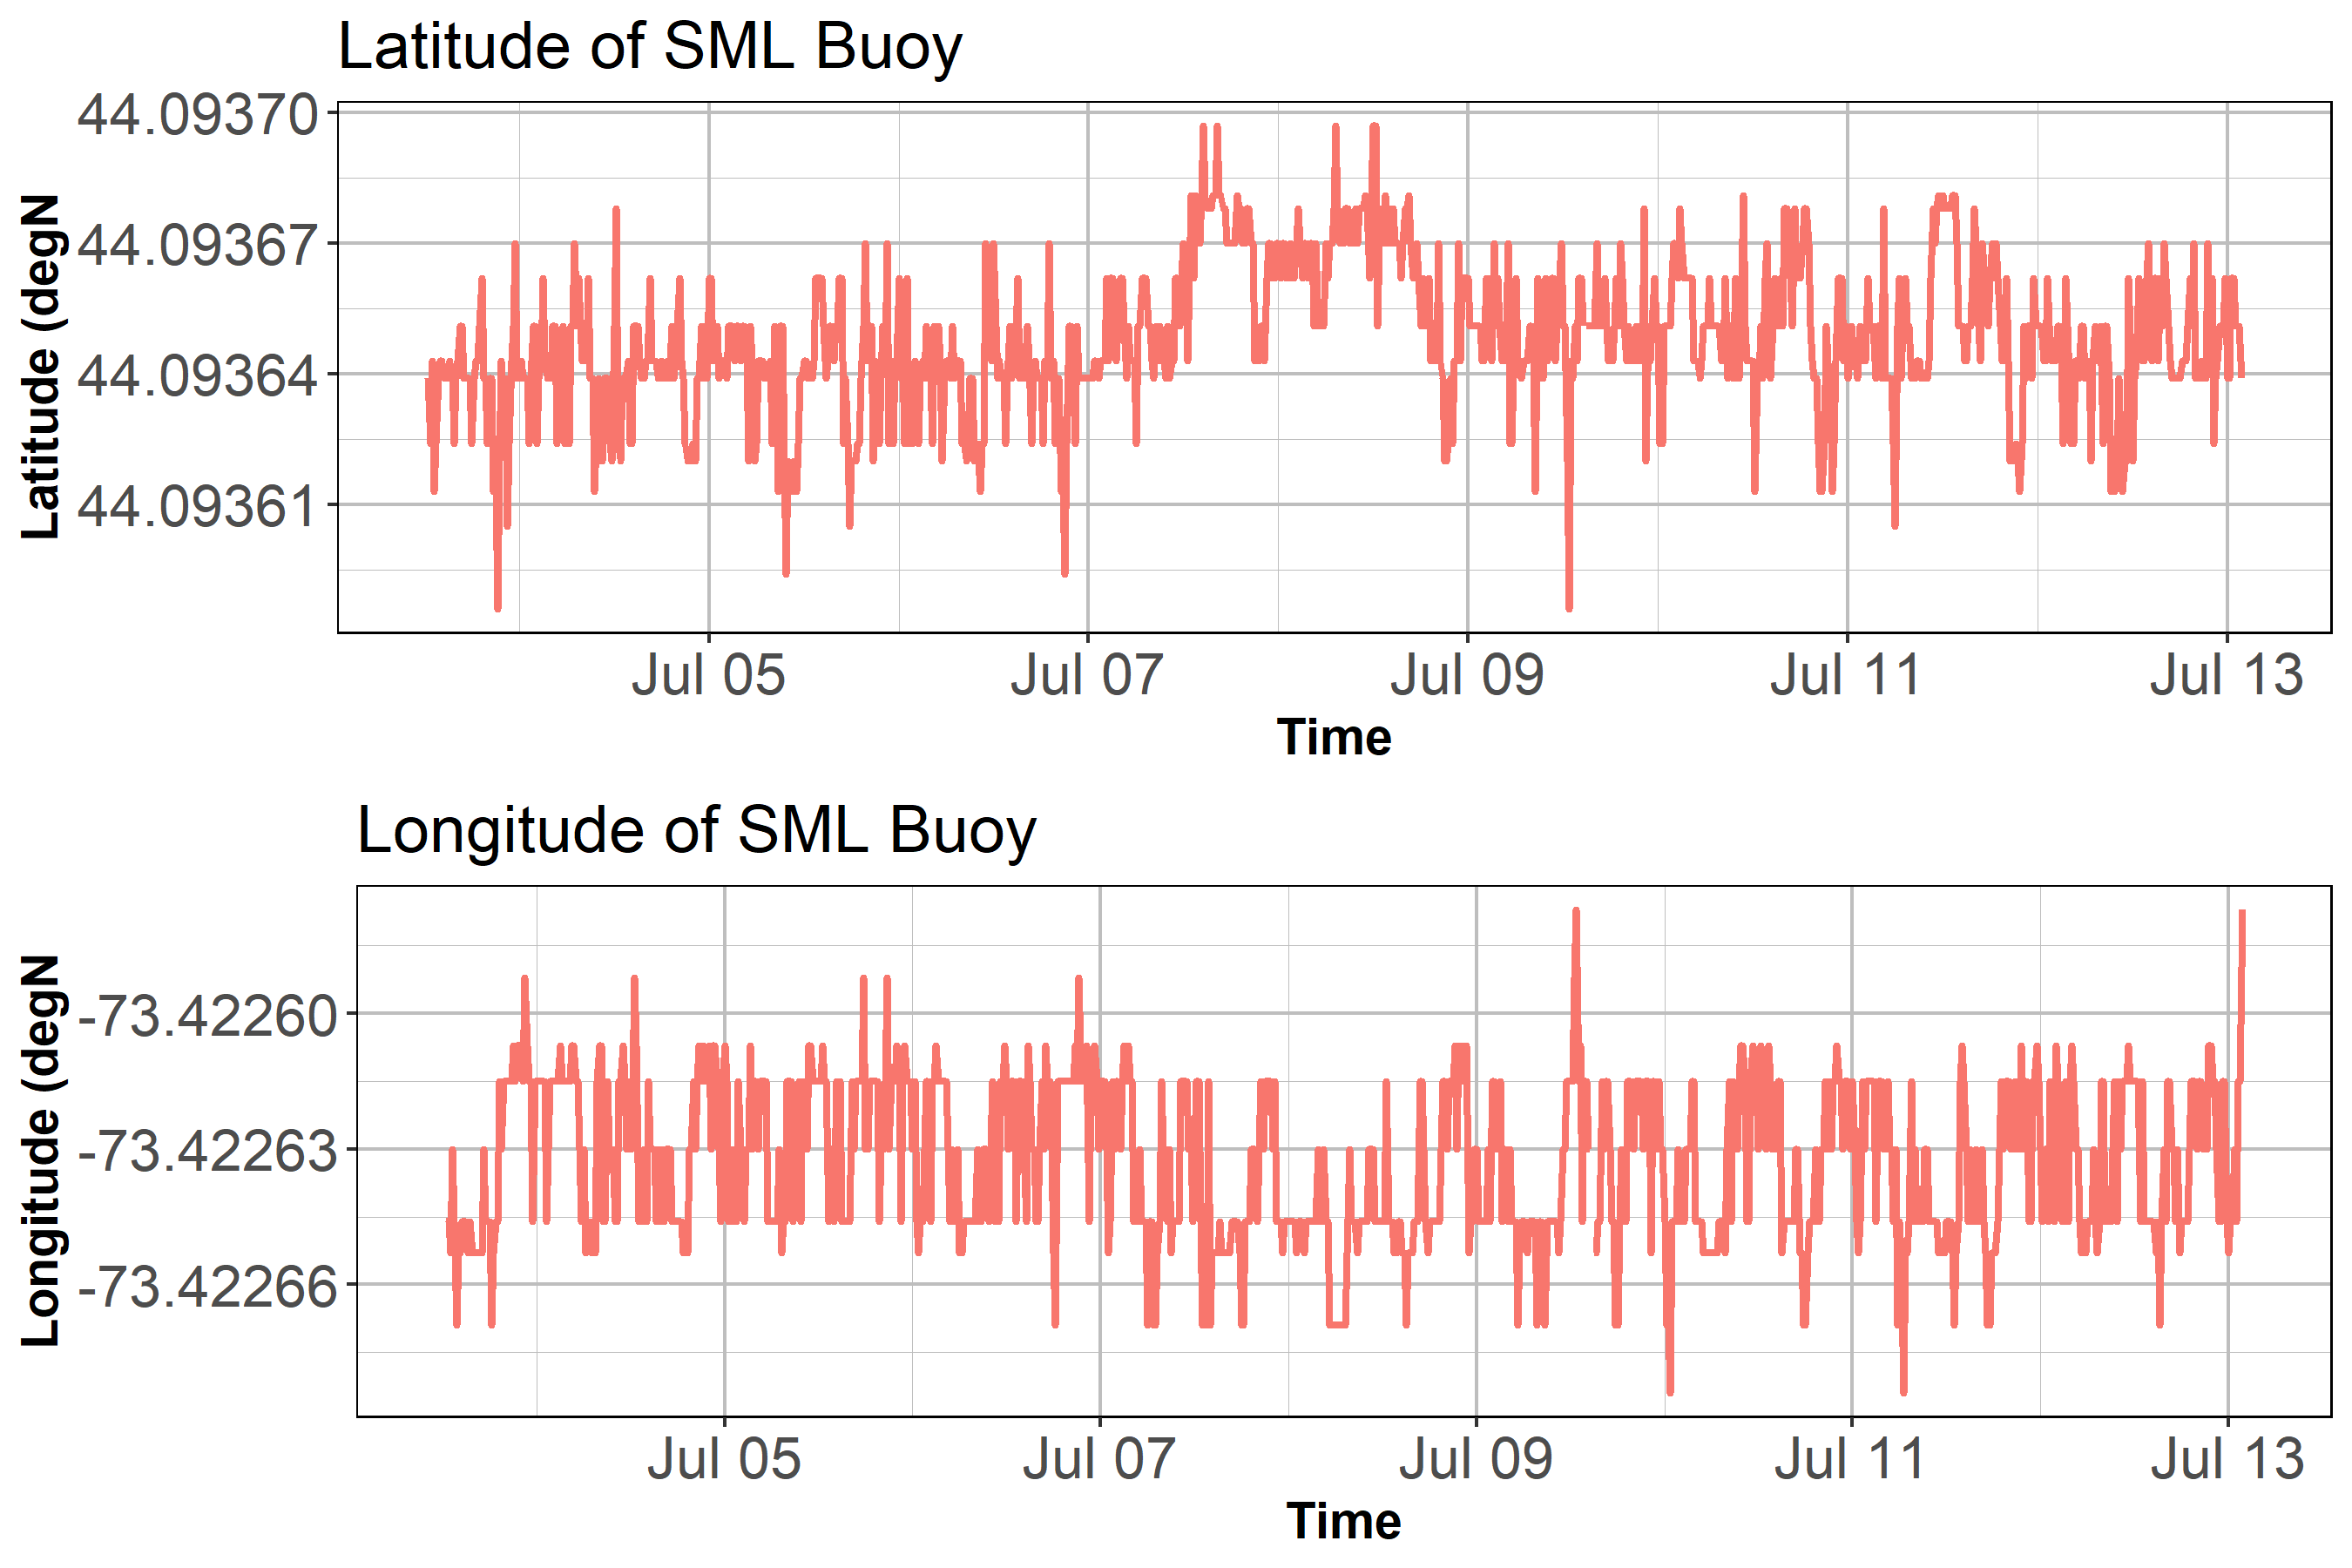 Latitude of SML Buoy
44.09370
44.09367
44.09364
44.09361
Latitude (degN
Jul 05 Jul 07 Jul 09 Jul 11 Jul 13
Time
Longitude of SML Buoy
-73.42260
-73.42263
-73.42266
Longitude (degN
Jul 05 Jul 07 Jul 09 Jul 11 Jul 13
Time